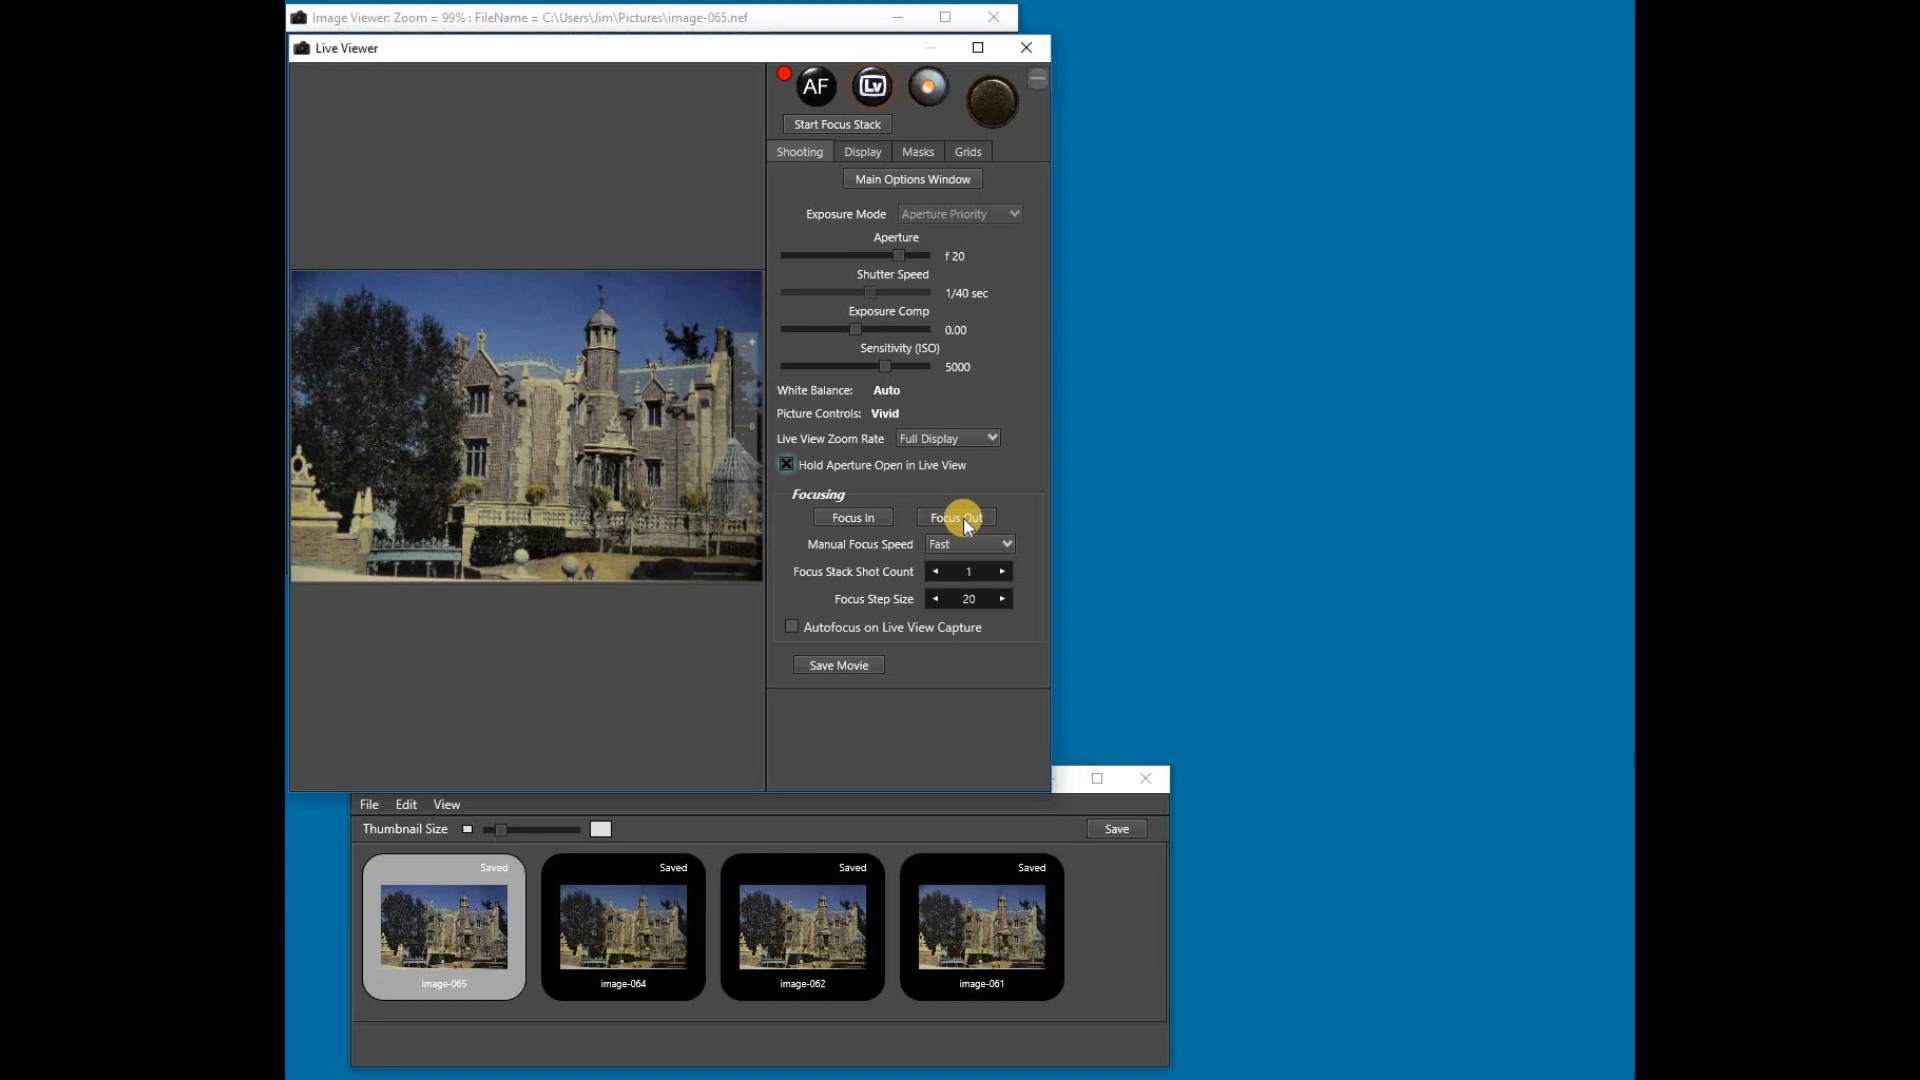 Image Viewer: Zoom = 99% : FileName = C:\Users\Jim\Pictures\image-065.nef
Live Viewer
AF
Lv
Start Focus Stack
Shooting Display Masks Grids
Main Options Window
Exposure Mode Aperture Priority
Aperture
f 20
Shutter Speed
1/40 sec
Exposure Comp
0.00
Sensitivity (ISO)
5000
White Balance: Auto
Picture Controls: Vivid
Live View Zoom Rate Full Display
Hold Aperture Open in Live View
Focusing
Focus In Focus Out
Manual Focus Speed Fast
Focus Stack Shot Count 1
Focus Step Size 20
Autofocus on Live View Capture
Save Movie
File Edit View
Thumbnail Size Save
Saved Saved Saved Saved
image-065 image-064 image-062 image-061